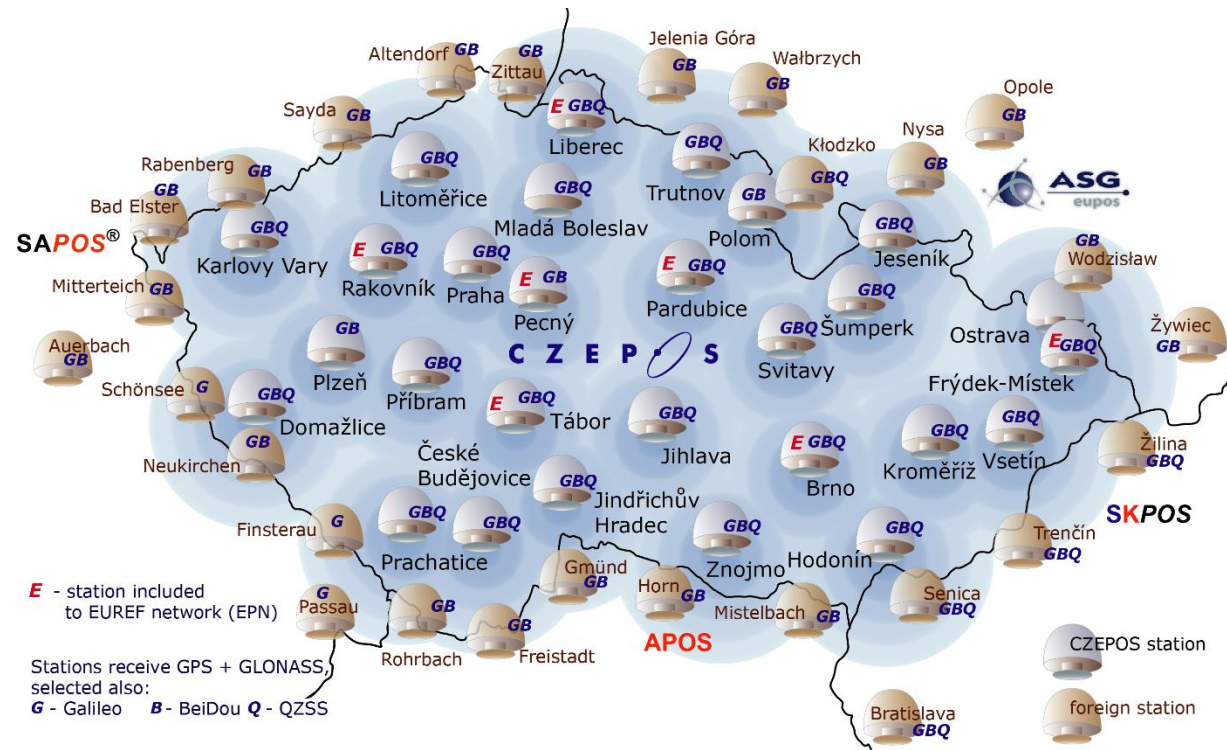 Altendorf GB
GB
Zittau
Jelenia Góra
GB
Wałbrzych
GB
Opole
GB
Sayda
GB
E GBQ
Liberec
Nysa
GB
Rabenberg
GB
GBQ
Litoměřice
GBQ
Trutnov
Kłodzko
GBQ
ASG
eupos
GB
Bad Elster
GBQ
Mladá Boleslav
GB
Polom
SAPOS®
GBQ
Karlovy Vary
E GBQ
Rakovník
GBQ
Praha
E GB
Pecný
E GBQ
Pardubice
GBQ
Jeseník
GB
Wodzisław
Mitterteich
GB
GBQ
Šumperk
Ostrava
Żywiec
GB
Auerbach
GB
GB
Plzeň
CZEPOS
GBQ
Svitavy
E GBQ
Frýdek-Místek
Schönsee
G
GBQ
Příbram
GBQ
Domažlice
E GBQ
Tábor
GBQ
Jihlava
E GBQ
Brno
GBQ
Kroměříž
GBQ
Vsetín
Žilina
GBQ
GB
Neukirchen
České
Budějovice
GBQ
Jindřichův
Hradec
SKPOS
Finsterau
G
GBQ
Prachatice
GBQ
GBQ
Znojmo
GBQ
Hodonín
Trenčín
GBQ
E - station included
to EUREF network (EPN)
G
Passau
GB
Rohrbach
GB
Freistadt
Gmünd
GB
Horn
GB
APOS
Mistelbach
GB
Senica
GBQ
CZEPOS station
Stations receive GPS + GLONASS,
selected also:
G - Galileo B - BeiDou Q - QZSS
Bratislava
GBQ
foreign station